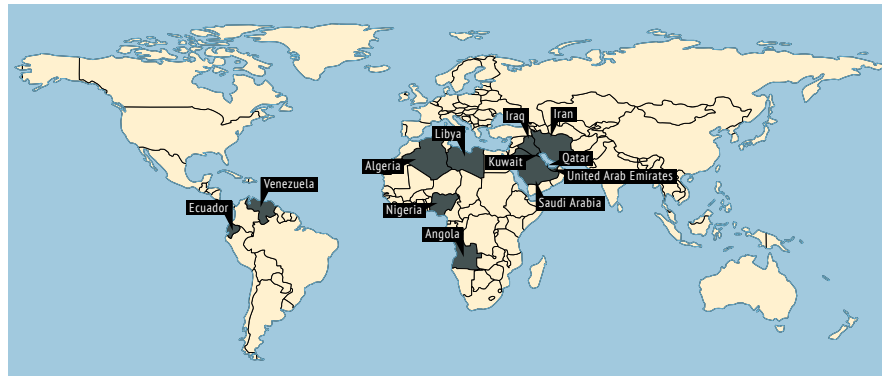 Iraq
Iran
Libya
Kuwait
Qatar
Algeria
United Arab Emirates
Venezuela
Saudi Arabia
Ecuador
Nigeria
Angola